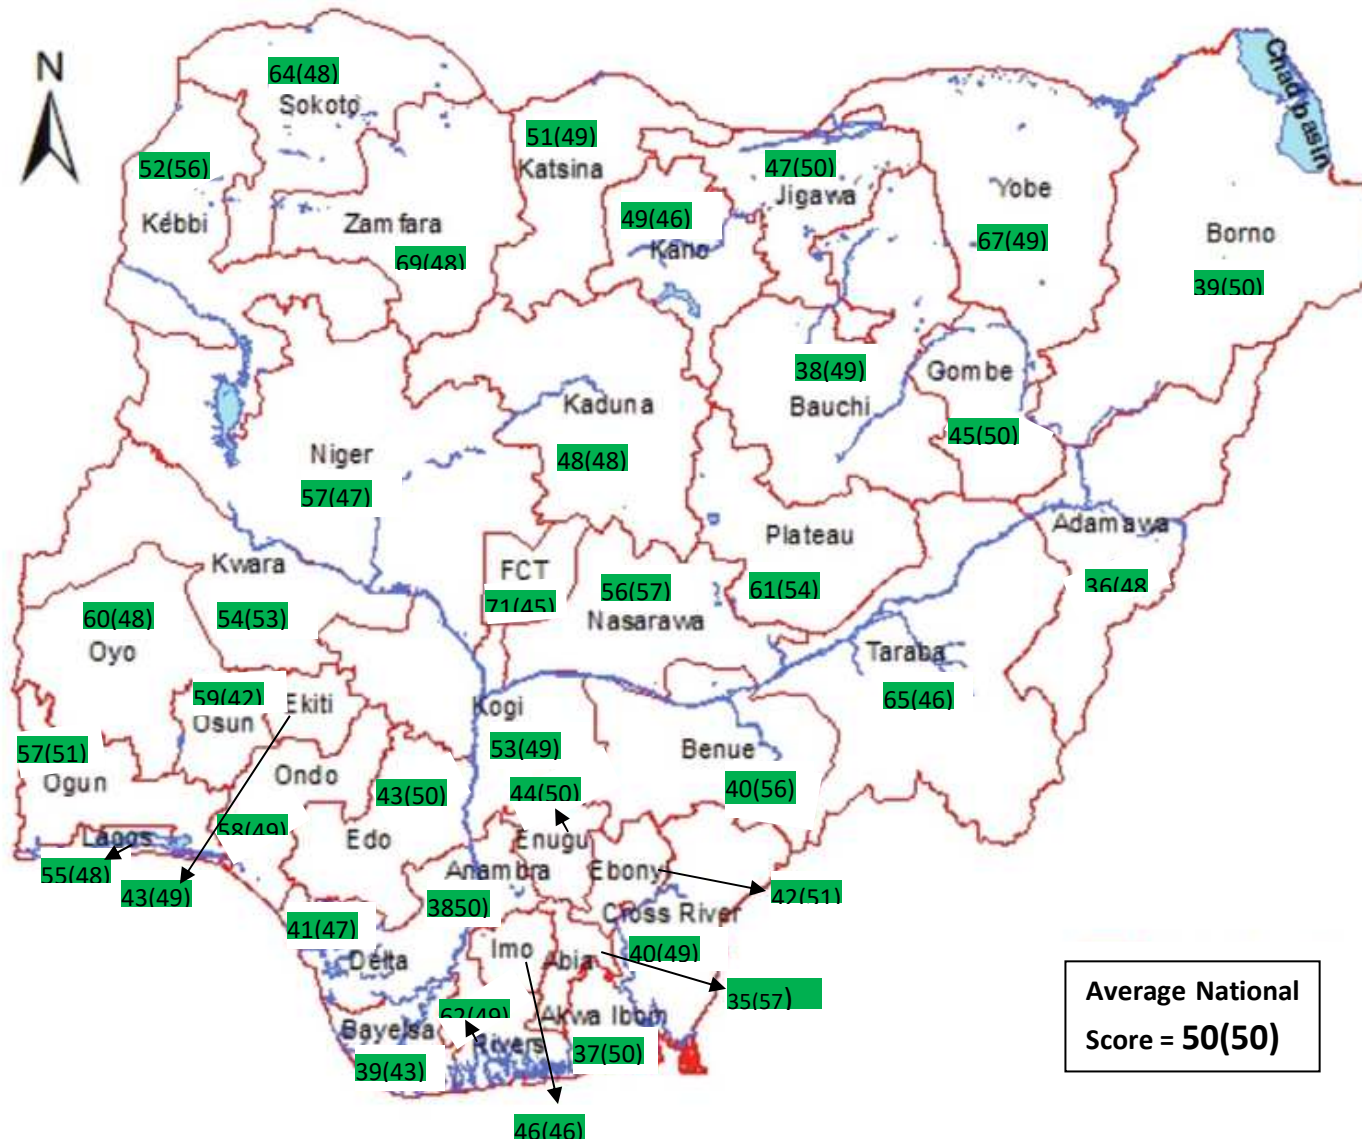 N
64(48)
Sokoto
52(56)
Kebbi
Zamfara
69(48)
51(49)
Katsina
49(46)
Kano
47(50)
Jigawa
Yobe
67(49)
Borno
39(50)
Chad basin
38(49)
Bauchi
Gombe
45(50)
Kaduna
48(48)
Niger
57(47)
Plateau
61(54)
Adamawa
36(48
FCT
71(45)
56(57)
Nasarawa
Kwara
54(53)
60(48)
Oyo
Taraba
65(46)
59(42)
Osun
Ekiti
Kogi
53(49)
Benue
40(56)
57(51)
Ogun
Ondo
58(49)
43(50)
Edo
44(50)
Enugu
Lagos
55(48)
43(49)
Anambra
3850)
Ebony
42(51)
Cross River
40(49)
41(47)
Delta
Imo
Abia
35(57)
62(49)
Rivers
Akwa Ibom
37(50)
Bayelsa
39(43)
46(46)
Average National
Score = 50(50)